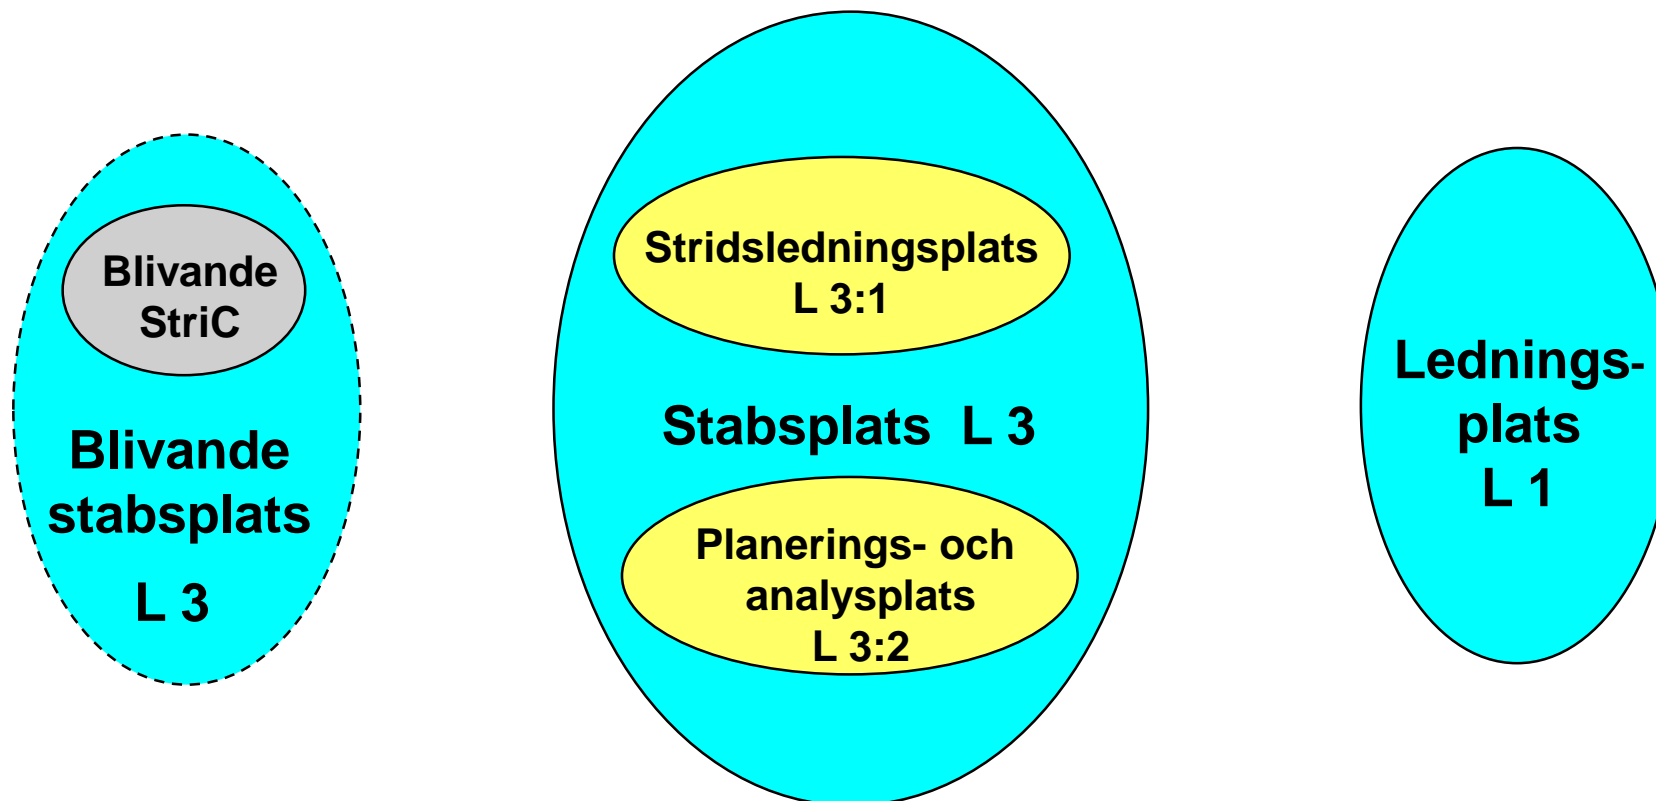 Blivande
StriC
Blivande
stabsplats
L 3
Stridsledningsplats
L 3:1
Stabsplats L 3
Planerings- och
analysplats
L 3:2
Lednings-
plats
L 1